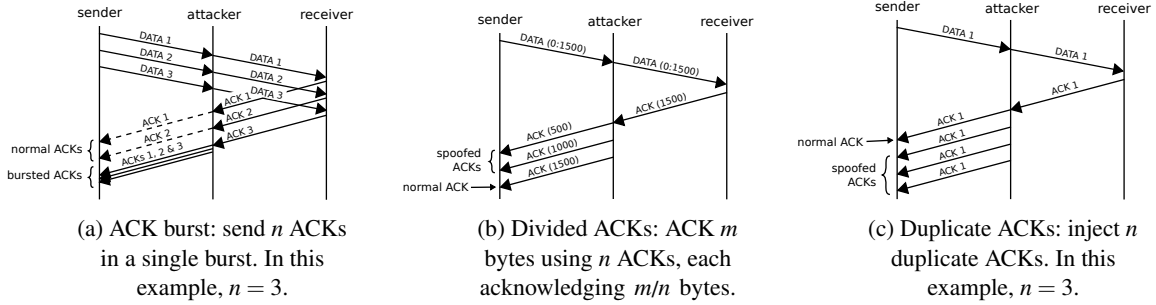 sender
attacker
receiver
DATA 1
DATA 2
DATA 3
DATA 1
DATA 2
DATA 3
ACK 1
ACK 2
ACK 3
ACK 1
ACK 2
ACKs 1, 2 & 3
normal ACKs
bursted ACKs
(a) ACK burst: send n ACKs
in a single burst. In this
example, n = 3.
sender
attacker
receiver
DATA (0:1500)
DATA (0:1500)
ACK (1500)
ACK (500)
ACK (1000)
ACK (1500)
spoofed
ACKs
normal ACK
(b) Divided ACKs: ACK m
bytes using n ACKs, each
acknowledging m/n bytes.
sender
attacker
receiver
DATA 1
DATA 1
ACK 1
ACK 1
ACK 1
ACK 1
ACK 1
normal ACK
spoofed
ACKs
(c) Duplicate ACKs: inject n
duplicate ACKs. In this
example, n = 3.